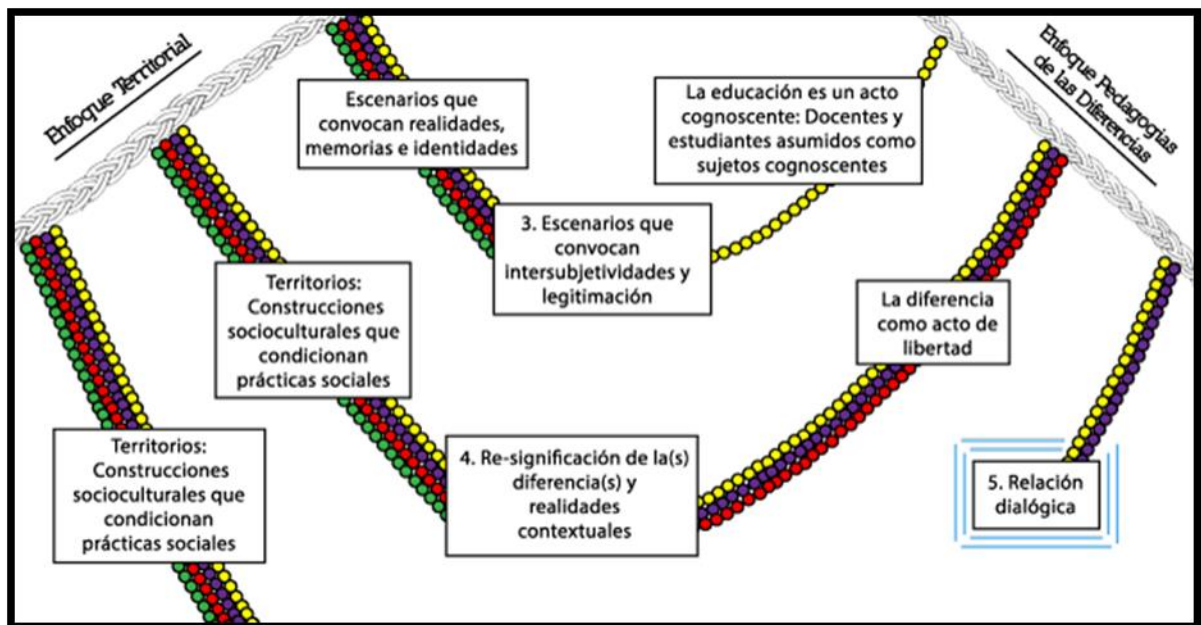 Enfoque Territorial
Enfoque Pedagogias
de las Diferencias
Escenarios que
convocan realidades,
memorias e identidades
La educación es un acto
cognoscente: Docentes y
estudiantes asumidos como
sujetos cognoscentes
3. Escenarios que
convocan
intersubjetividades y
legitimación
Territorios:
Construcciones
socioculturales que
condicionan
prácticas sociales
La diferencia
como acto de
libertad
Territorios:
Construcciones
socioculturales que
condicionan
prácticas sociales
4. Re-significación de la(s)
diferencia(s) y
realidades
contextuales
5. Relación
dialógica